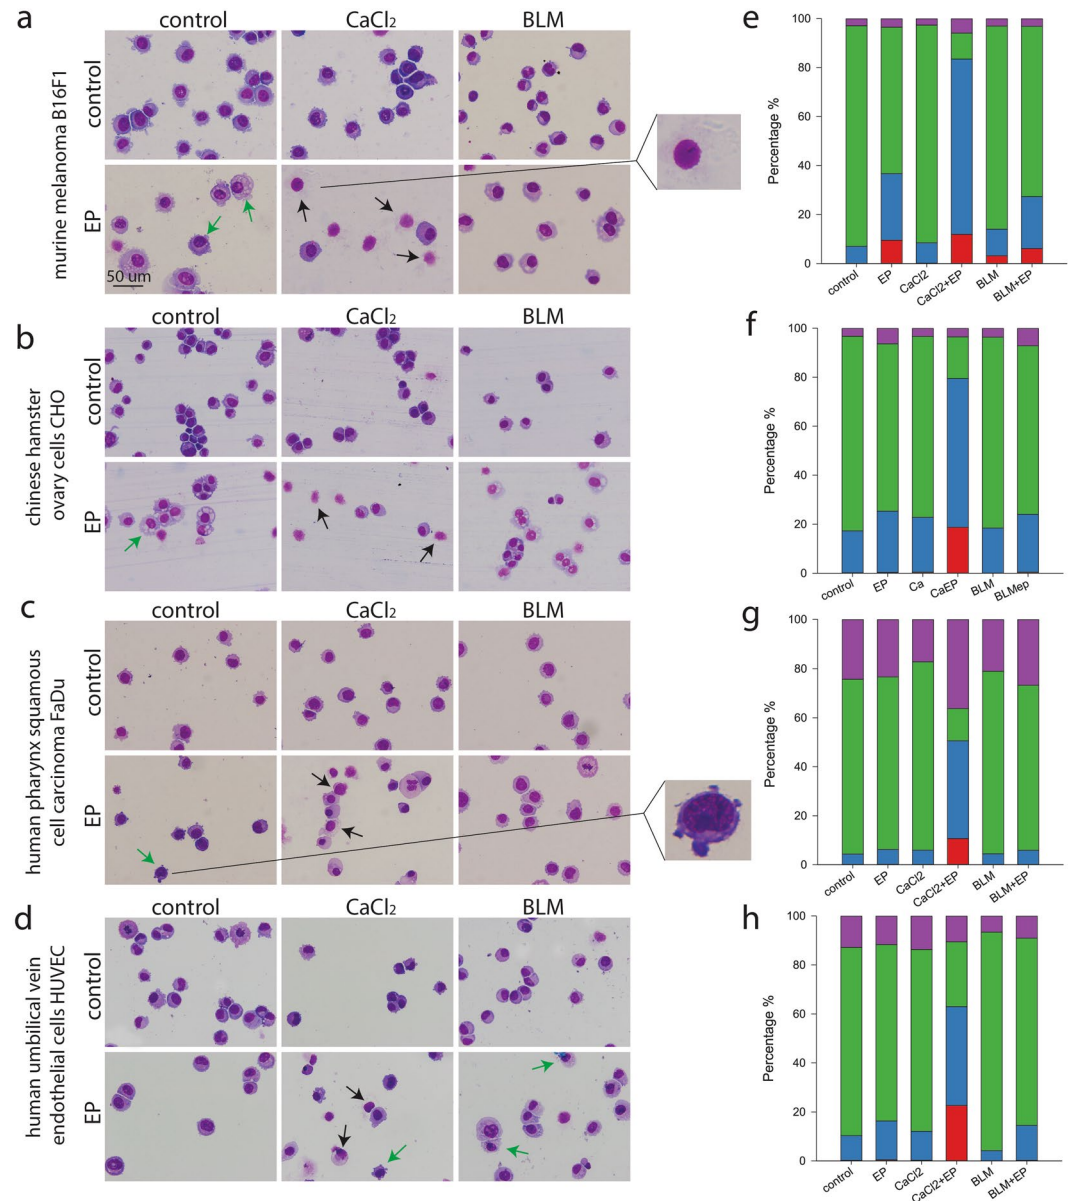 a
control
CaCl2
BLM
murine melanoma B16F1
control
EP
50 um
b
control
CaCl2
BLM
chinese hamster
ovary cells CHO
control
EP
c
control
CaCl2
BLM
human pharynx squamous
cell carcinoma FaDu
control
EP
d
control
CaCl2
BLM
human umbilical vein
endothelial cells HUVEC
control
EP
e
Percentage %
100
80
60
40
20
0
control
EP
CaCl2
CaCl2+EP
BLM
BLM+EP
f
Percentage %
100
80
60
40
20
0
control
EP
Ca
CaEP
BLM
BLMep
g
Percentage %
100
80
60
40
20
0
control
EP
CaCl2
CaCl2+EP
BLM
BLM+EP
h
Percentage %
100
80
60
40
20
0
control
EP
CaCl2
CaCl2+EP
BLM
BLM+EP